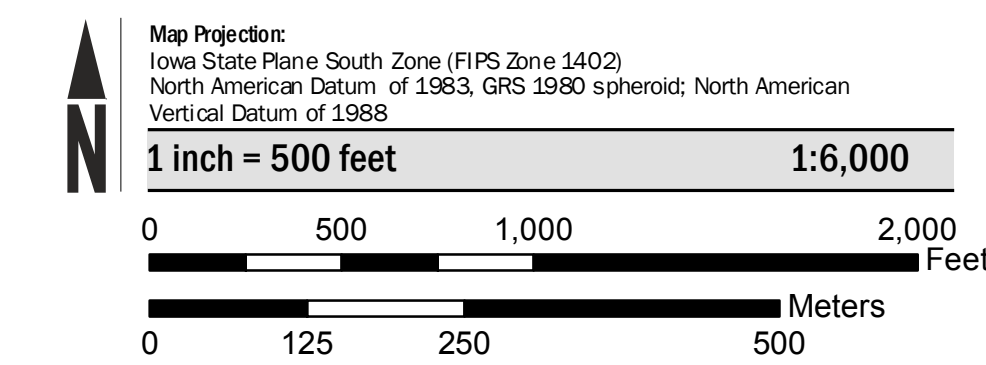 N
Map Projection:
Iowa State Plane South Zone (FIPS Zone 1402)
North American Datum of 1983, GRS 1980 spheroid; North American
Vertical Datum of 1988
1 inch = 500 feet 1:6,000
0 500 1,000 2,000
Feet
Meters
0 125 250 500